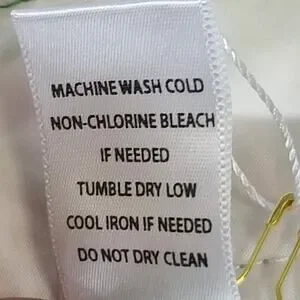 MACHINE WASH COLD
NON-CHLORINE BLEACH
IF NEEDED
TUMBLE DRY LOW
COOL IRON IF NEEDED
DO NOT DRY CLEAN